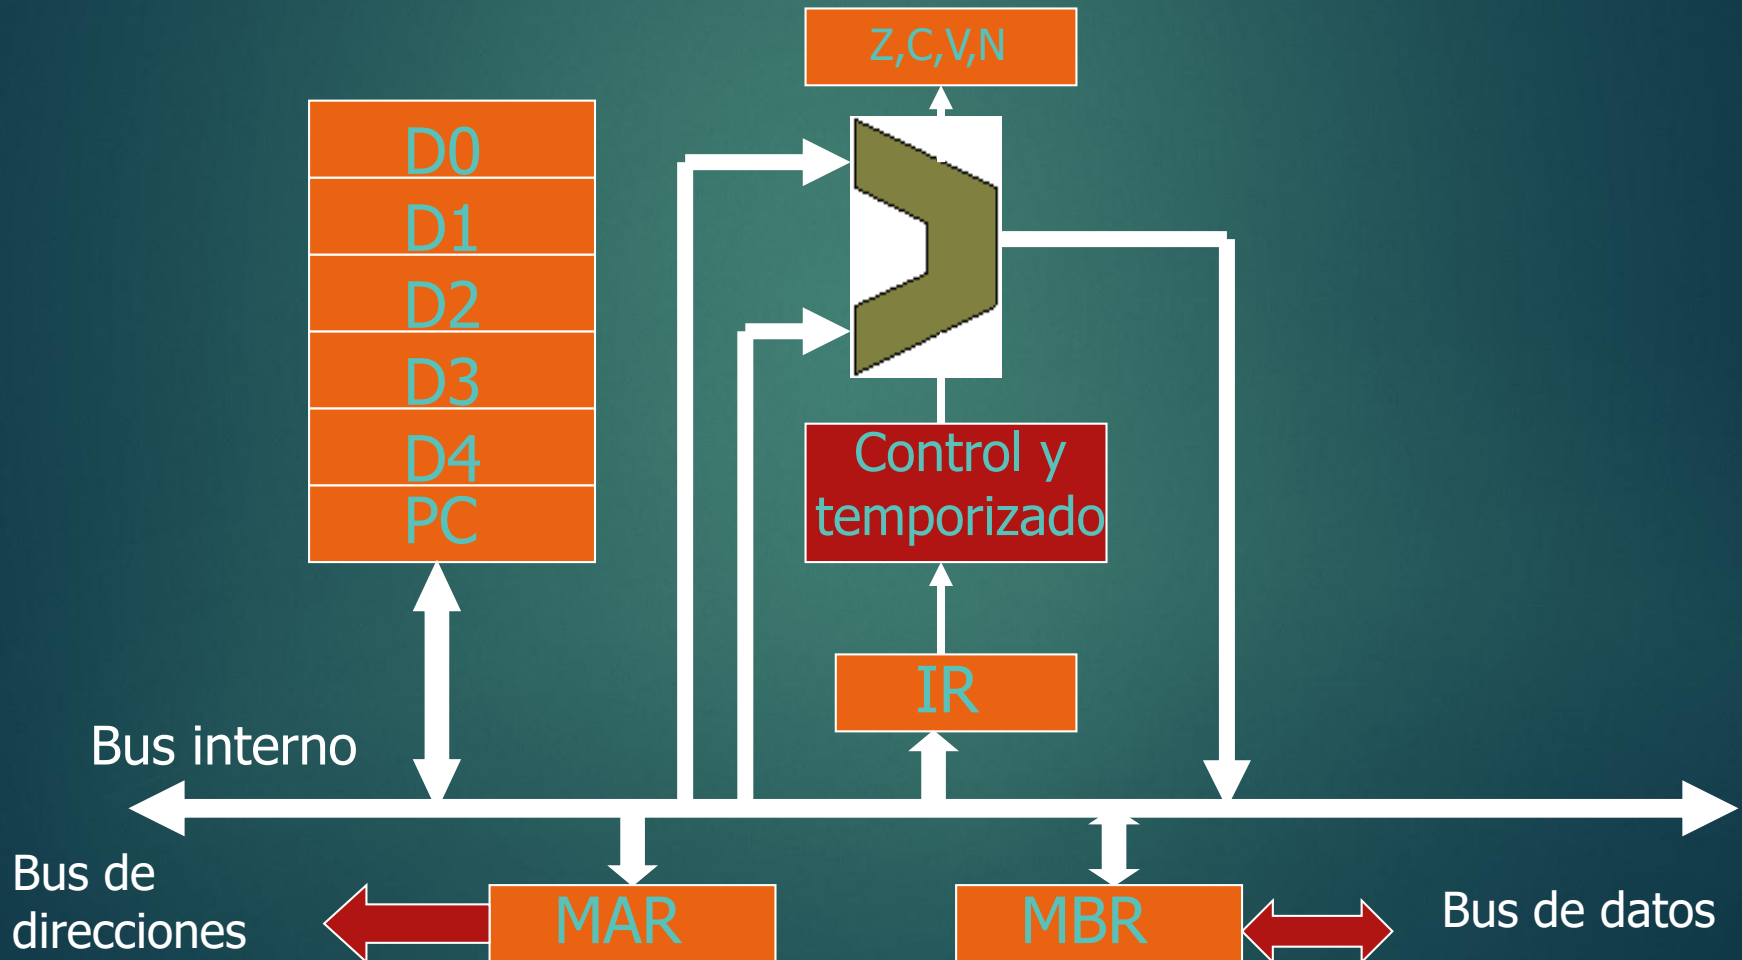 Z,C,V,N
D0
D1
D2
D3
D4
PC
Control y
temporizado
IR
Bus interno
Bus de
direcciones
MAR
MBR
Bus de datos